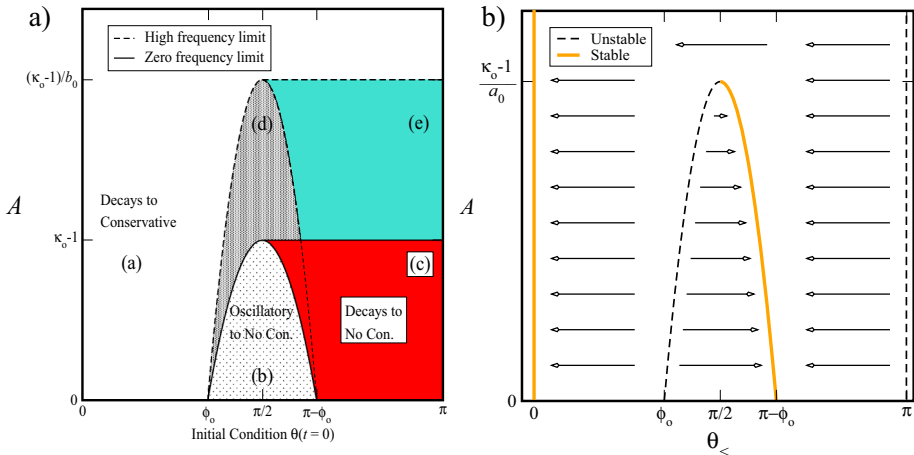 a)
High frequency limit
Zero frequency limit
(κₒ-1)/b₀
(d)
(e)
A
Decays to
Conservative
κₒ-1
(a)
(c)
Oscillatory
to No Con.
Decays to
No Con.
(b)
0
0
ϕₒ
π/2
π−ϕₒ
π
Initial Condition θ(t = 0)
b)
Unstable
Stable
κₒ-1
a₀
A
0
0
ϕₒ
π/2
π−ϕₒ
π
θ<